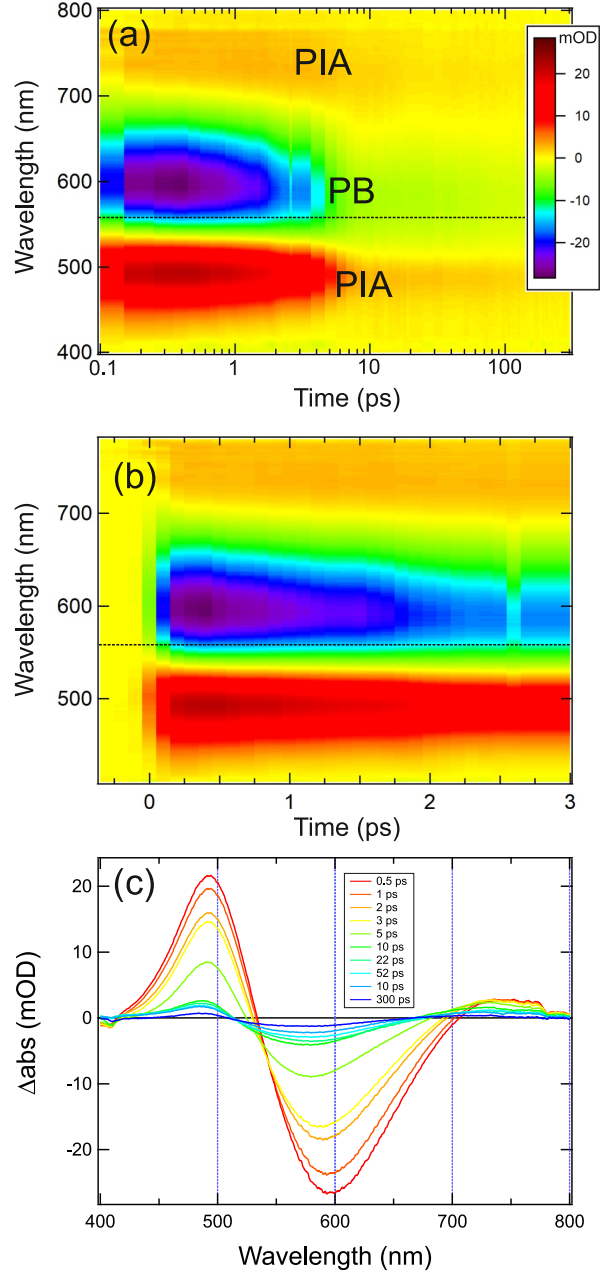 (a)
800
700
600
500
400
Wavelength (nm)
PIA
PB
PIA
mOD
20
10
0
-10
-20
0.1
1
10
100
Time (ps)
(b)
700
600
500
Wavelength (nm)
0
1
2
3
Time (ps)
(c)
20
10
0
-10
-20
Δabs (mOD)
0.5 ps
1 ps
2 ps
3 ps
5 ps
10 ps
22 ps
52 ps
10 ps
300 ps
400
500
600
700
800
Wavelength (nm)